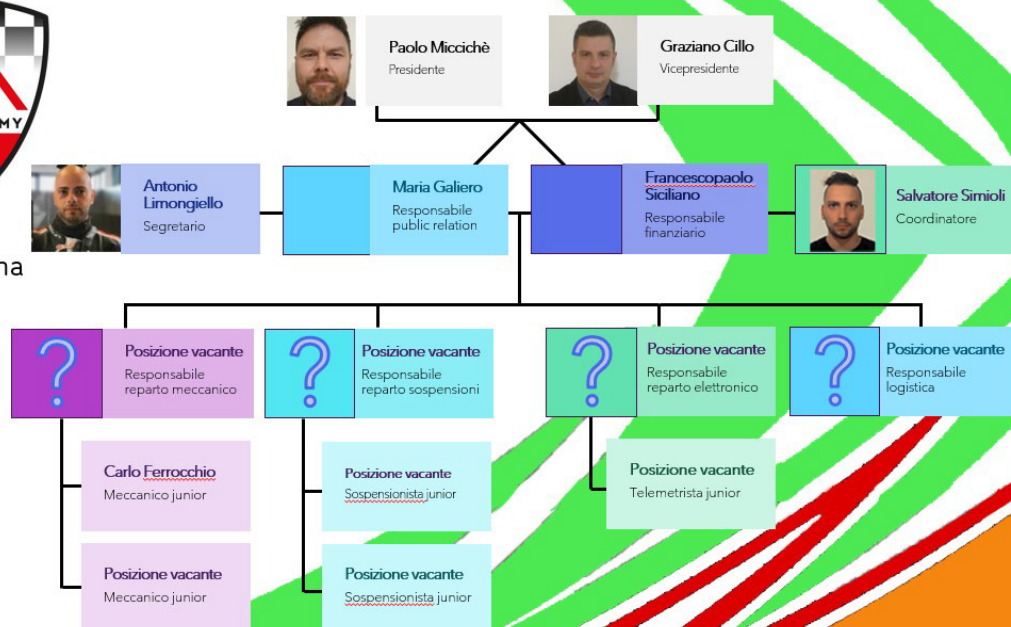 MY
Paolo Miccichè
Presidente
Graziano Cillo
Vicepresidente
Antonio
Limongiello
Segretario
Maria Galiero
Responsabile
public relation
Francescopaolo
Siciliano
Responsabile
finanziario
Salvatore Simioli
Coordinatore
na
?
Posizione vacante
Responsabile
reparto meccanico
?
Posizione vacante
Responsabile
reparto sospensioni
?
Posizione vacante
Responsabile
reparto elettronico
?
Posizione vacante
Responsabile
logistica
Carlo Ferrocchio
Meccanico junior
Posizione vacante
Sospensionista junior
Posizione vacante
Telemetrista junior
Posizione vacante
Meccanico junior
Posizione vacante
Sospensionista junior